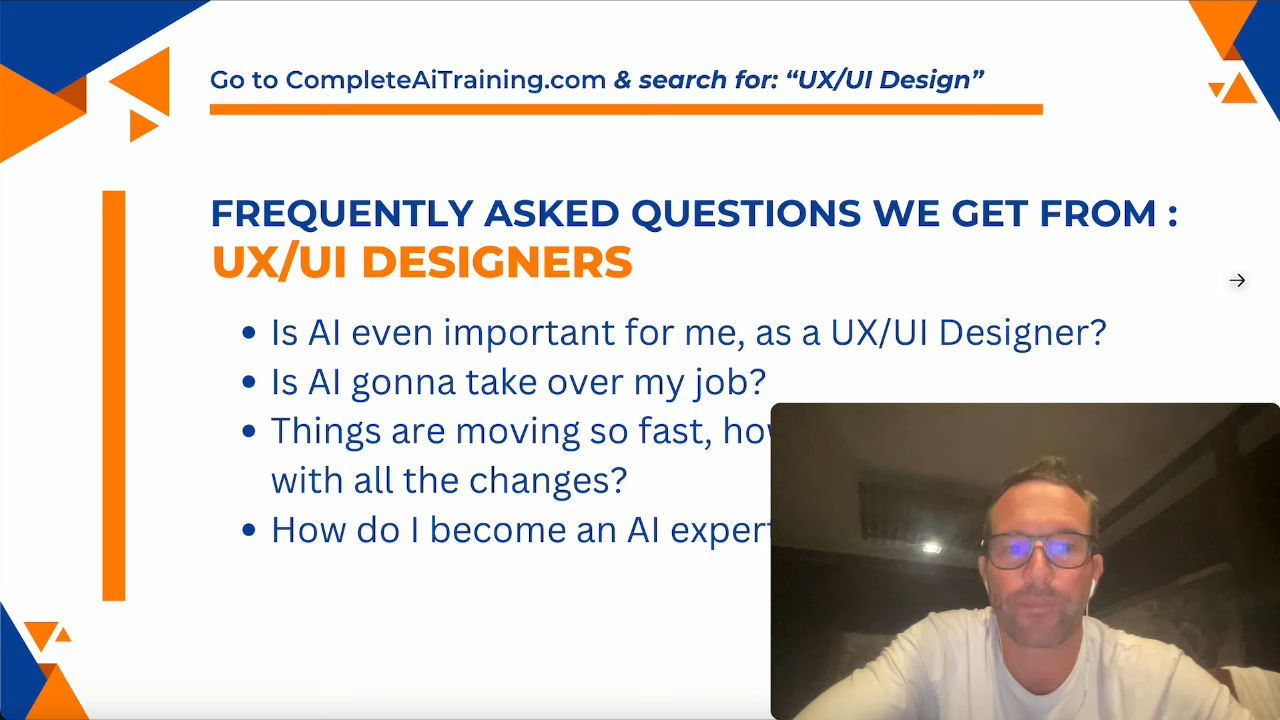 Go to CompleteAiTraining.com & search for: “UX/UI Design”
FREQUENTLY ASKED QUESTIONS WE GET FROM :
UX/UI DESIGNERS
• Is AI even important for me, as a UX/UI Designer?
• Is AI gonna take over my job?
• Things are moving so fast,
with all the changes?
• How do I become an AI expert